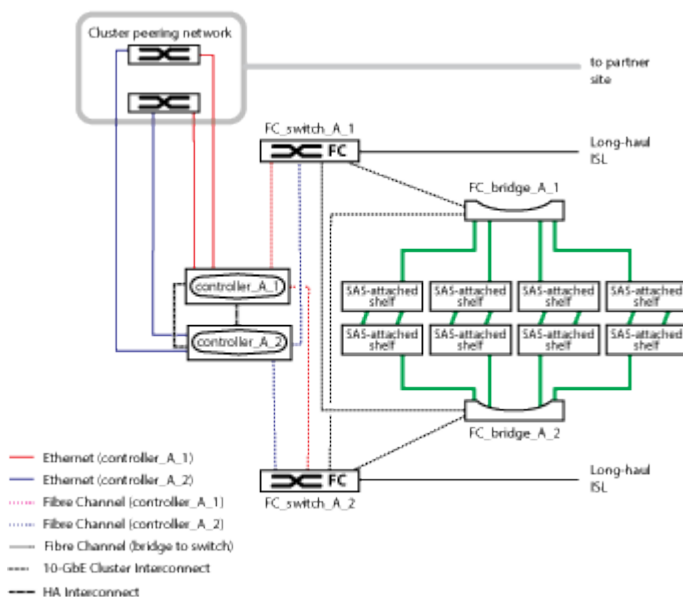 Cluster peering network
to partner
site
FC_switch_A_1
FC
Long-haul
ISL
FC_bridge_A_1
controller_A_1
controller_A_2
SAS-attached
shelf
SAS-attached
shelf
SAS-attached
shelf
SAS-attached
shelf
SAS-attached
shelf
SAS-attached
shelf
SAS-attached
shelf
SAS-attached
shelf
FC_bridge_A_2
FC
FC_switch_A_2
Long-haul
ISL
Ethernet (controller_A_1)
Ethernet (controller_A_2)
Fibre Channel (controller_A_1)
Fibre Channel (controller_A_2)
Fibre Channel (bridge to switch)
10-GbE Cluster Interconnect
HA Interconnect